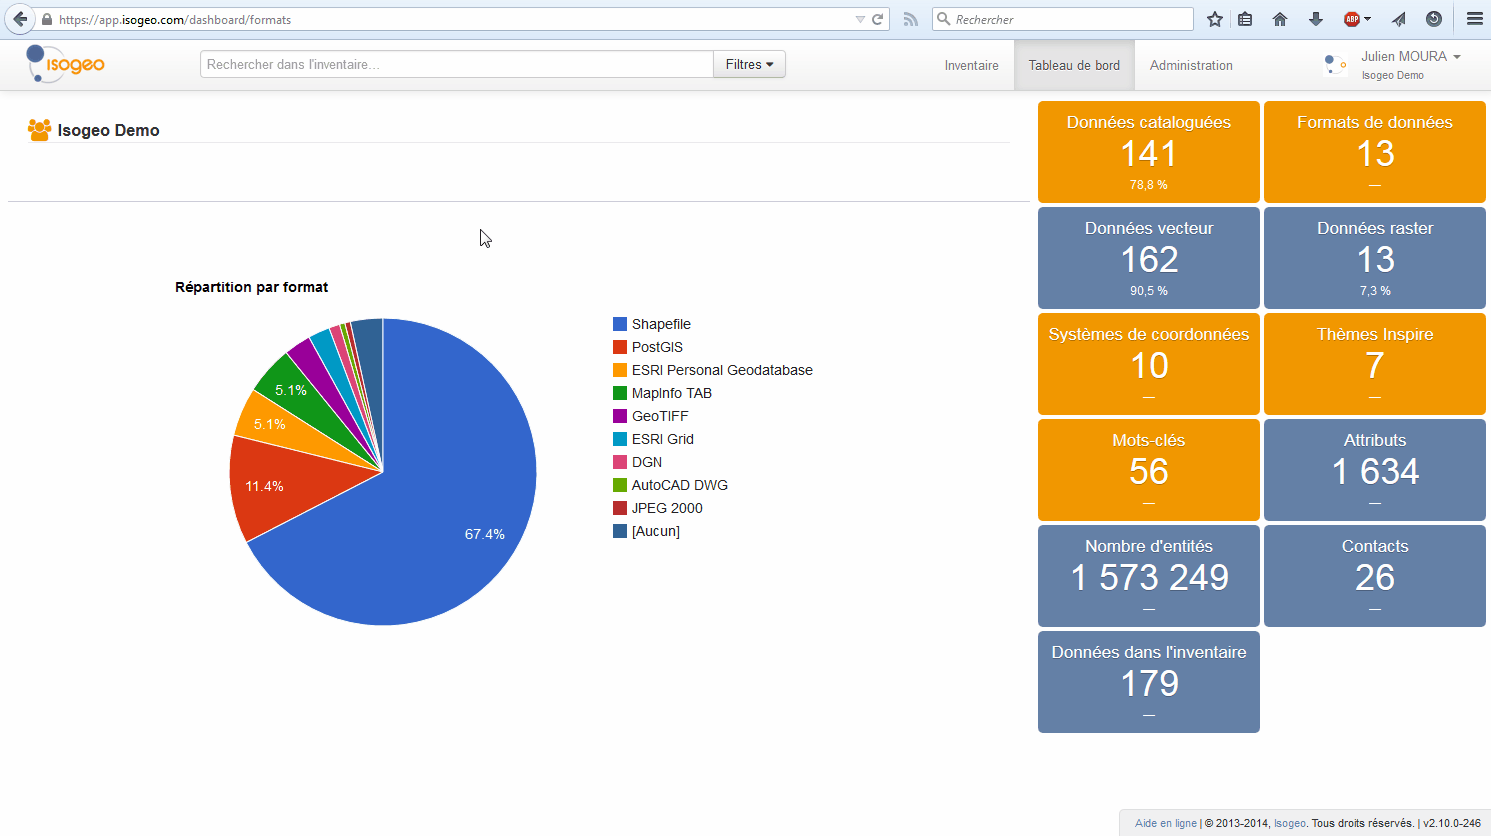 https://app.isogeo.com/dashboard/formats
Rechercher
ABP
isogeo
Rechercher dans l'inventaire...
Filtres
Inventaire
Tableau de bord
Administration
Julien MOURA
Isogeo Demo
Isogeo Demo
Répartition par format
67.4%
11.4%
5.1%
5.1%
Shapefile
PostGIS
ESRI Personal Geodatabase
MapInfo TAB
GeoTIFF
ESRI Grid
DGN
AutoCAD DWG
JPEG 2000
[Aucun]
Données cataloguées
141
78,8 %
Formats de données
13
—
Données vecteur
162
90,5 %
Données raster
13
7,3 %
Systèmes de coordonnées
10
—
Thèmes Inspire
7
—
Mots-clés
56
—
Attributs
1 634
—
Nombre d'entités
1 573 249
—
Contacts
26
—
Données dans l'inventaire
179
—
Aide en ligne | © 2013-2014, Isogeo. Tous droits réservés. | v2.10.0-246